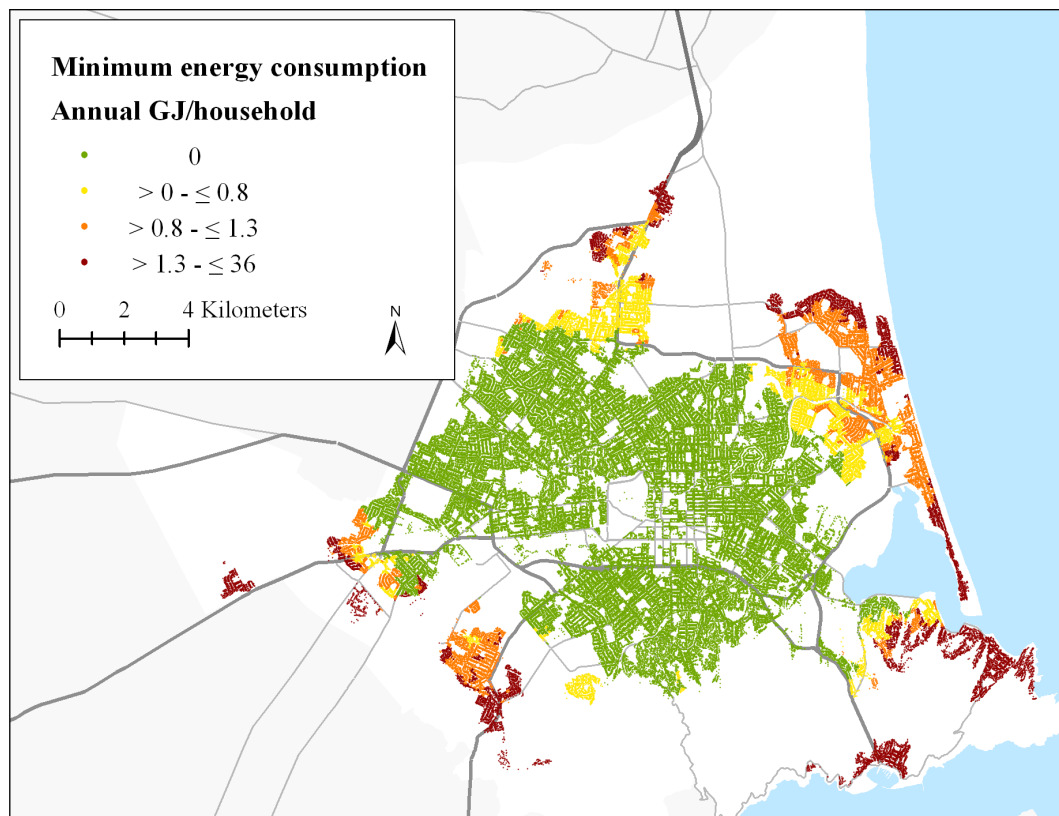 Minimum energy consumption
Annual GJ/household
0
> 0 - ≤ 0.8
> 0.8 - ≤ 1.3
> 1.3 - ≤ 36
0 2 4 Kilometers
N